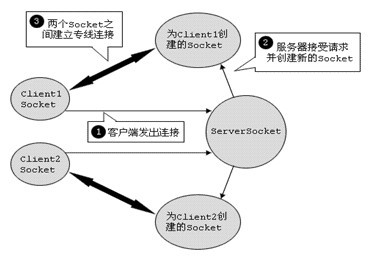 ❸ 两个Socket之
间建立专线连接
为Client1创
建的Socket
❷ 服务器接受请求
并创建新的Socket
Client1
Socket
❶客户端发出连接
ServerSocket
Client2
Socket
为Client2创
建的Socket